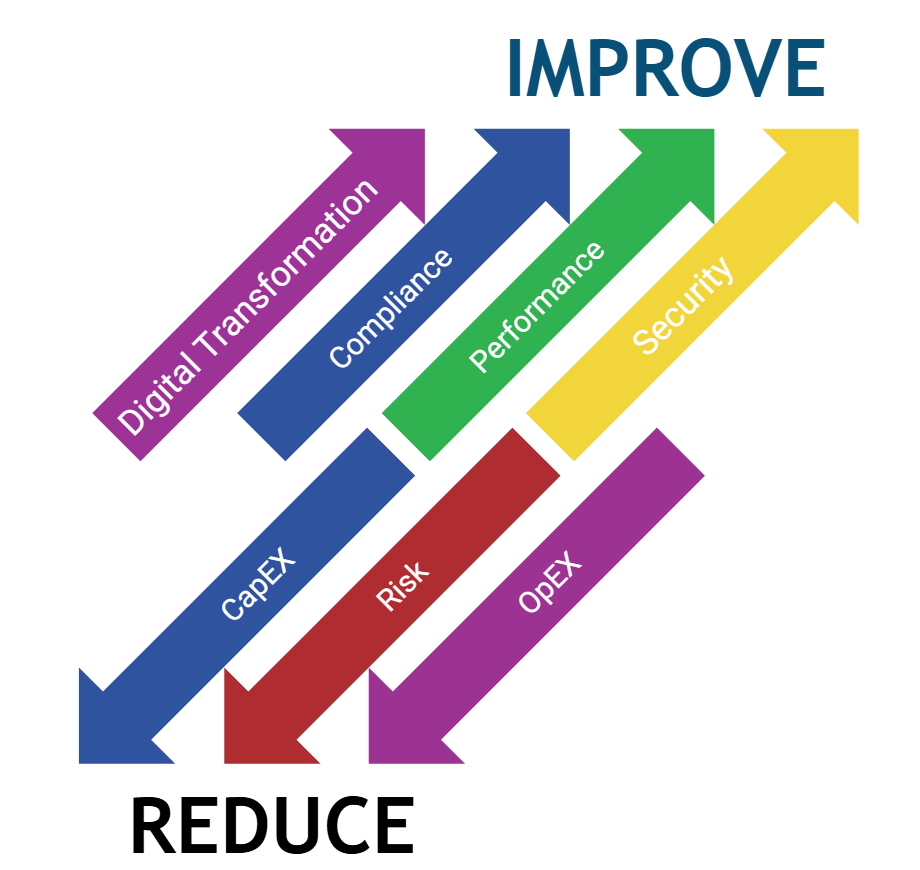 IMPROVE
Digital Transformation
Compliance
Performance
Security
CapEX
Risk
OpEX
REDUCE